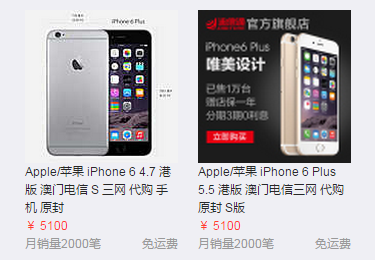 iPhone 6 Plus
官方旗舰店
iPhone6 Plus
唯美设计
已售1万台
赠店保一年
分期3期0利息
立即购买
Apple/苹果 iPhone 6 4.7 港
版 澳门电信 S 三网 代购 手
机 原封
¥ 5100
月销量2000笔 免运费
Apple/苹果 iPhone 6 Plus
5.5 港版 澳门电信三网 代购
原封 S版
¥ 5100
月销量2000笔 免运费